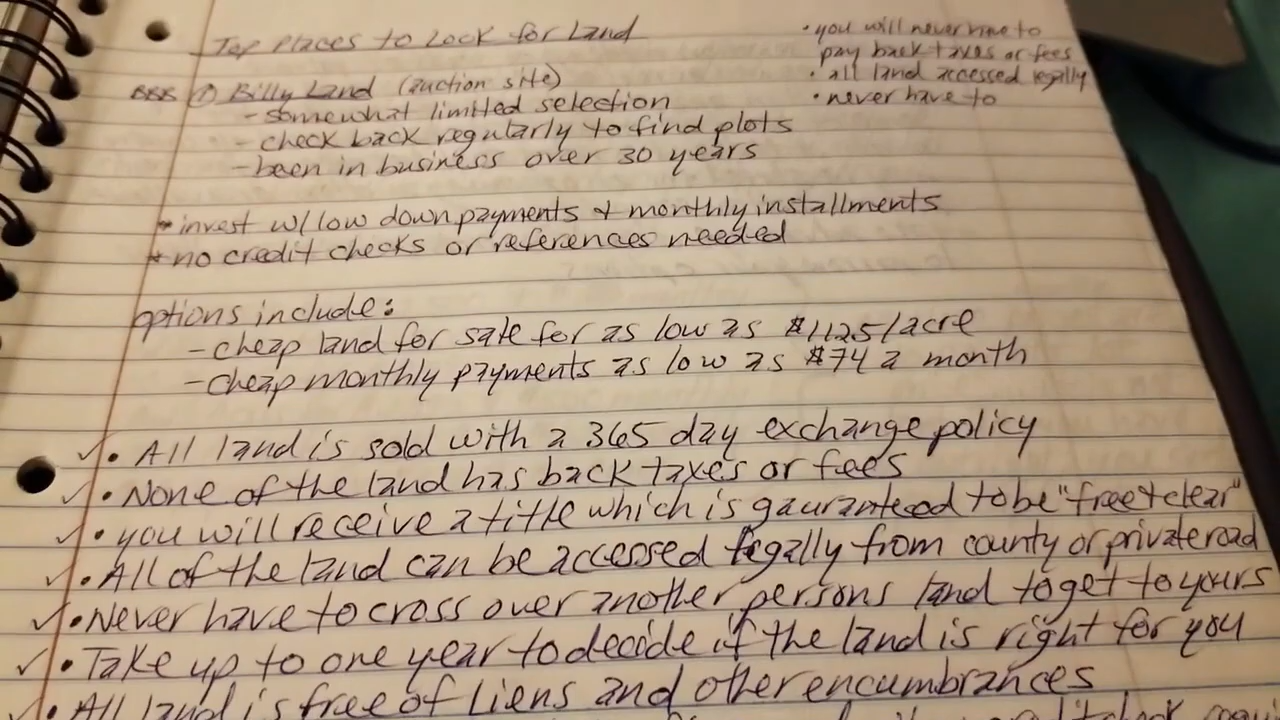 Top Places to Look for Land
BBB ① Billy Land (auction site)
- somewhat limited selection
- check back regularly to find plots
- been in business over 30 years
• you will never have to
pay back taxes or fees
• all land accessed legally
• never have to
* invest w/ low down payments & monthly installments
* no credit checks or references needed
options include:
- cheap land for sale for as low as $1125/acre
- cheap monthly payments as low as $74 a month
✓ • All land is sold with a 365 day exchange policy
✓ • None of the land has back taxes or fees
✓ • you will receive a title which is gauranteed to be "free & clear"
✓ • All of the land can be accessed legally from county or private road
✓ • Never have to cross over another persons land to get to yours
✓ • Take up to one year to decide if the land is right for you
✓ • All land is free of liens and other encumbrances